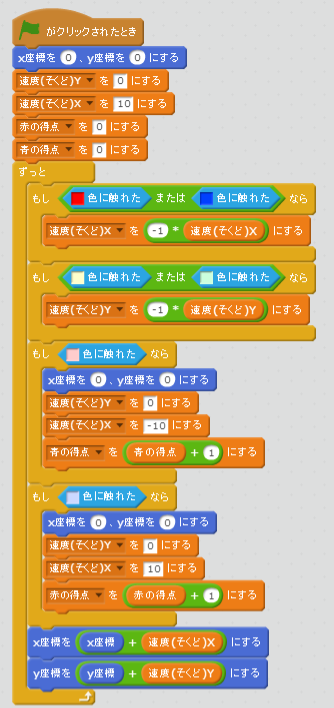 がクリックされたとき
x座標を 0 、y座標を 0 にする
速度(そくど)Y を 0 にする
速度(そくど)X を 10 にする
赤の得点 を 0 にする
青の得点 を 0 にする
ずっと
もし 色に触れた または 色に触れた なら
速度(そくど)X を -1 * 速度(そくど)X にする
もし 色に触れた または 色に触れた なら
速度(そくど)Y を -1 * 速度(そくど)Y にする
もし 色に触れた なら
x座標を 0 、y座標を 0 にする
速度(そくど)Y を 0 にする
速度(そくど)X を -10 にする
青の得点 を 青の得点 + 1 にする
もし 色に触れた なら
x座標を 0 、y座標を 0 にする
速度(そくど)Y を 0 にする
速度(そくど)X を 10 にする
赤の得点 を 赤の得点 + 1 にする
x座標を x座標 + 速度(そくど)X にする
y座標を y座標 + 速度(そくど)Y にする